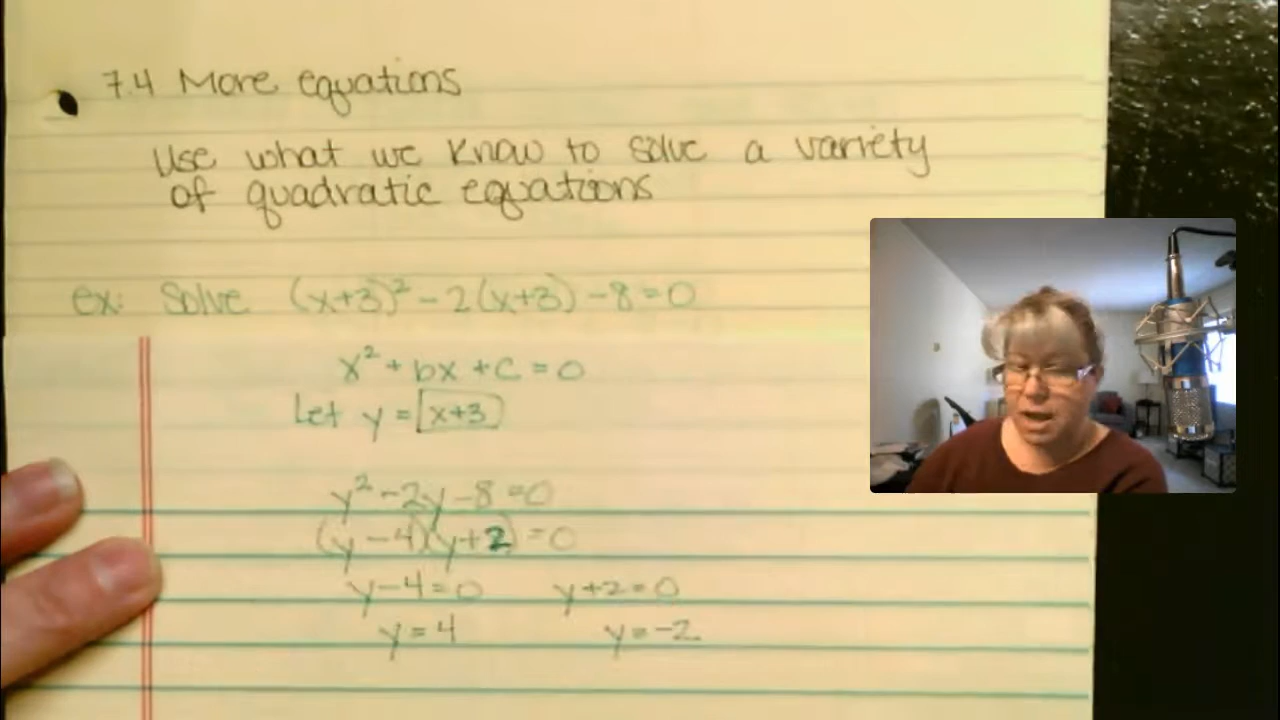 7.4 More equations
Use what we know to solve a variety
of quadratic equations
ex: Solve (x+3)² - 2(x+3) - 8 = 0
x² + bx + c = 0
Let y = x+3
y² - 2y - 8 = 0
(y - 4)(y + 2) = 0
y - 4 = 0 y + 2 = 0
y = 4 y = -2